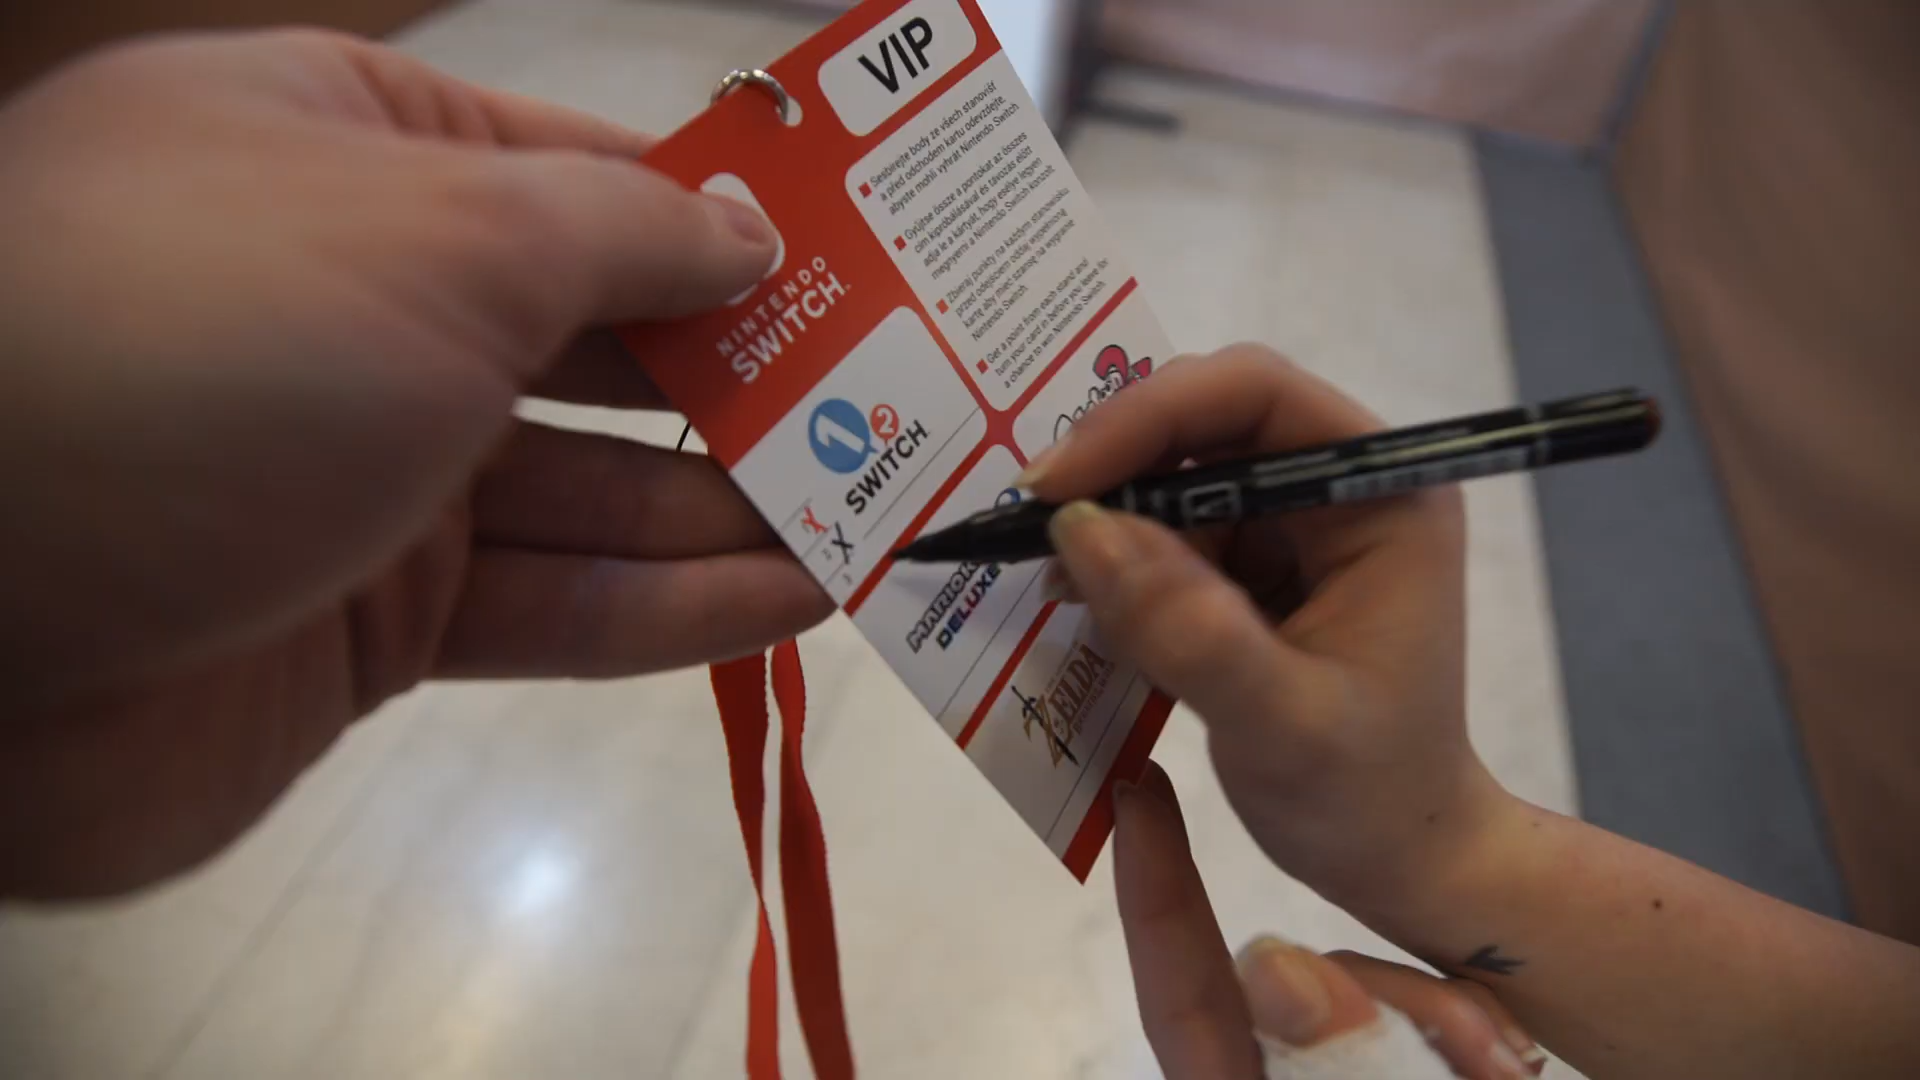 VIP
Sesbírejte body ze všech stanovišť
a před odchodem kartu odevzdejte,
abyste mohli vyhrát Nintendo Switch
Gyűjtse össze a pontokat az összes
cím kipróbálásával és távozás előtt
adja le a kártyát, hogy esélye legyen
megnyerni a Nintendo Switch konzolt.
Zbieraj punkty na każdym stanowisku
przed odejściem oddaj wypełnioną
kartę aby mieć szansę na wygranie
Nintendo Switch.
Get a point from each stand and
turn your card in before you leave for
a chance to win Nintendo Switch
NINTENDO
SWITCH
1 2
SWITCH
1 X
2 X
3
DELUXE
ZELDA